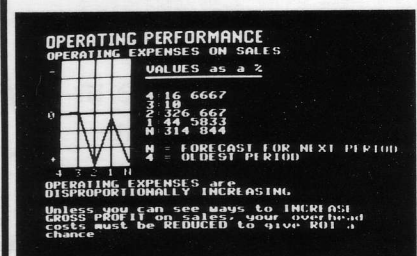 OPERATING PERFORMANCE
OPERATING EXPENSES ON SALES
VALUES as a %
-
4:16 6667
3:10
0
2:326 667
1:44 5833
N:314 844
N = FORECAST FOR NEXT PERIOD
4 = OLDEST PERIOD
+
4 3 2 1 N
OPERATING EXPENSES are
DISPROPORTIONALLY INCREASING
Unless you can see ways to INCREASE
GROSS PROFIT on sales, your overhead
costs must be REDUCED to give ROI a
chance